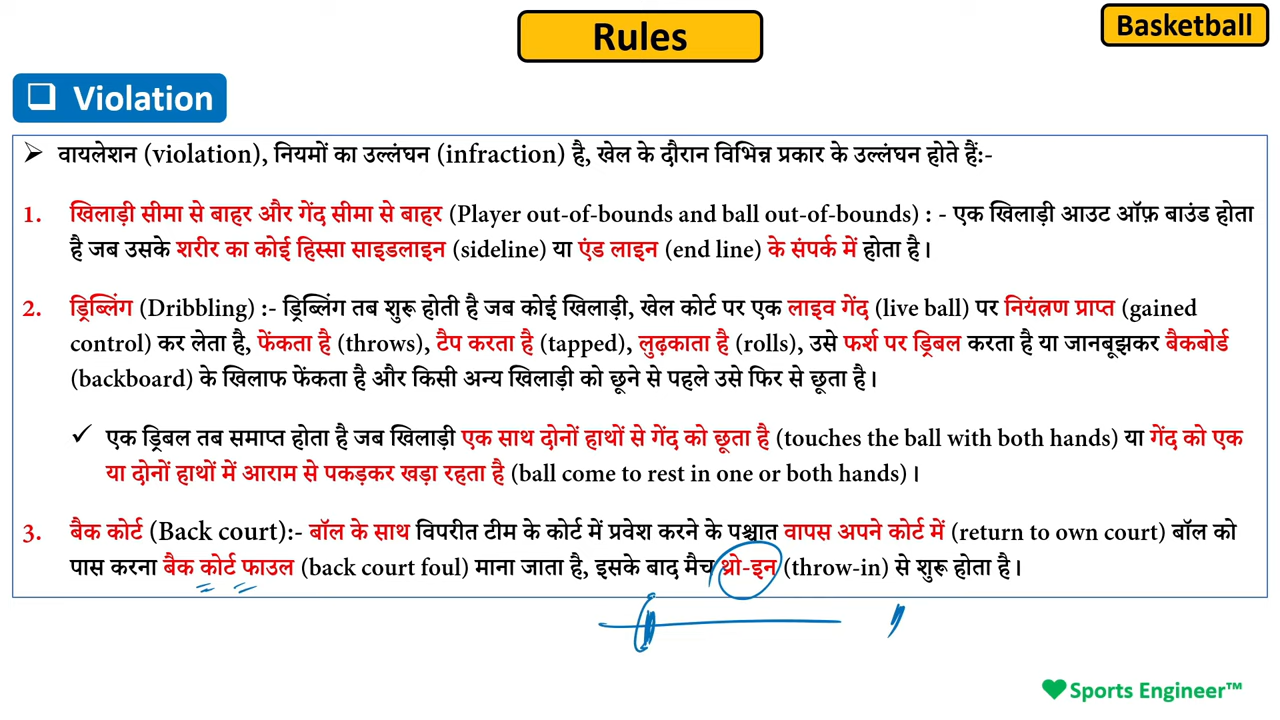 Rules
Basketball
Violation
वायलेशन (violation), नियमों का उल्लंघन (infraction) है, खेल के दौरान विभिन्न प्रकार के उल्लंघन होते हैं:-
1. खिलाड़ी सीमा से बाहर और गेंद सीमा से बाहर (Player out-of-bounds and ball out-of-bounds) : - एक खिलाड़ी आउट ऑफ़ बाउंड होता
है जब उसके शरीर का कोई हिस्सा साइडलाइन (sideline) या एंड लाइन (end line) के संपर्क में होता है।
2. ड्रिब्लिंग (Dribbling) :- ड्रिब्लिंग तब शुरू होती है जब कोई खिलाड़ी, खेल कोर्ट पर एक लाइव गेंद (live ball) पर नियंत्रण प्राप्त (gained
control) कर लेता है, फेंकता है (throws), टैप करता है (tapped), लुढ़काता है (rolls), उसे फर्श पर ड्रिबल करता है या जानबूझकर बैकबोर्ड
(backboard) के खिलाफ फेंकता है और किसी अन्य खिलाड़ी को छूने से पहले उसे फिर से छूता है।
एक ड्रिबल तब समाप्त होता है जब खिलाड़ी एक साथ दोनों हाथों से गेंद को छूता है (touches the ball with both hands) या गेंद को एक
या दोनों हाथों में आराम से पकड़कर खड़ा रहता है (ball come to rest in one or both hands)।
3. बैक कोर्ट (Back court):- बॉल के साथ विपरीत टीम के कोर्ट में प्रवेश करने के पश्चात वापस अपने कोर्ट में (return to own court) बॉल को
पास करना बैक कोर्ट फाउल (back court foul) माना जाता है, इसके बाद मैच थ्रो-इन (throw-in) से शुरू होता है।
Sports Engineer™